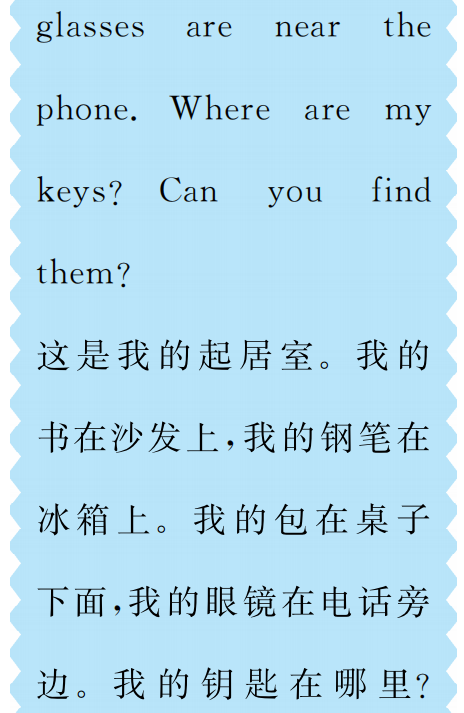 glasses are near the
phone. Where are my
keys? Can you find
them?
这是我的起居室。我的
书在沙发上,我的钢笔在
冰箱上。我的包在桌子
下面,我的眼镜在电话旁
边。我的钥匙在哪里?